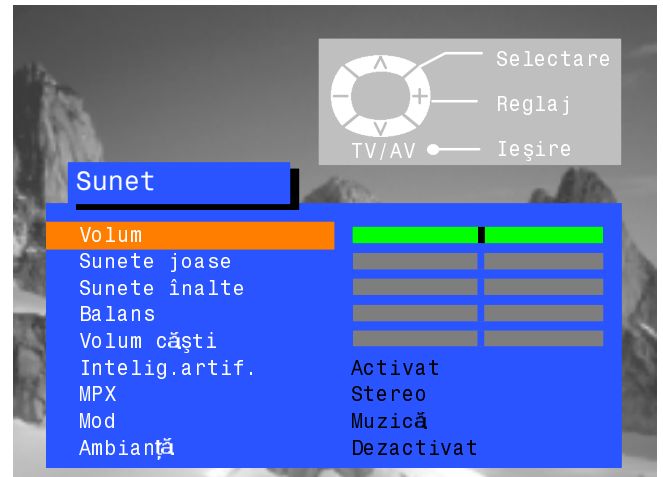 Selectare
Reglaj
TV/AV Ieşire
Sunet
Volum
Sunete joase
Sunete înalte
Balans
Volum căşti
Intelig.artif. Activat
MPX Stereo
Mod Muzică
Ambianţă Dezactivat